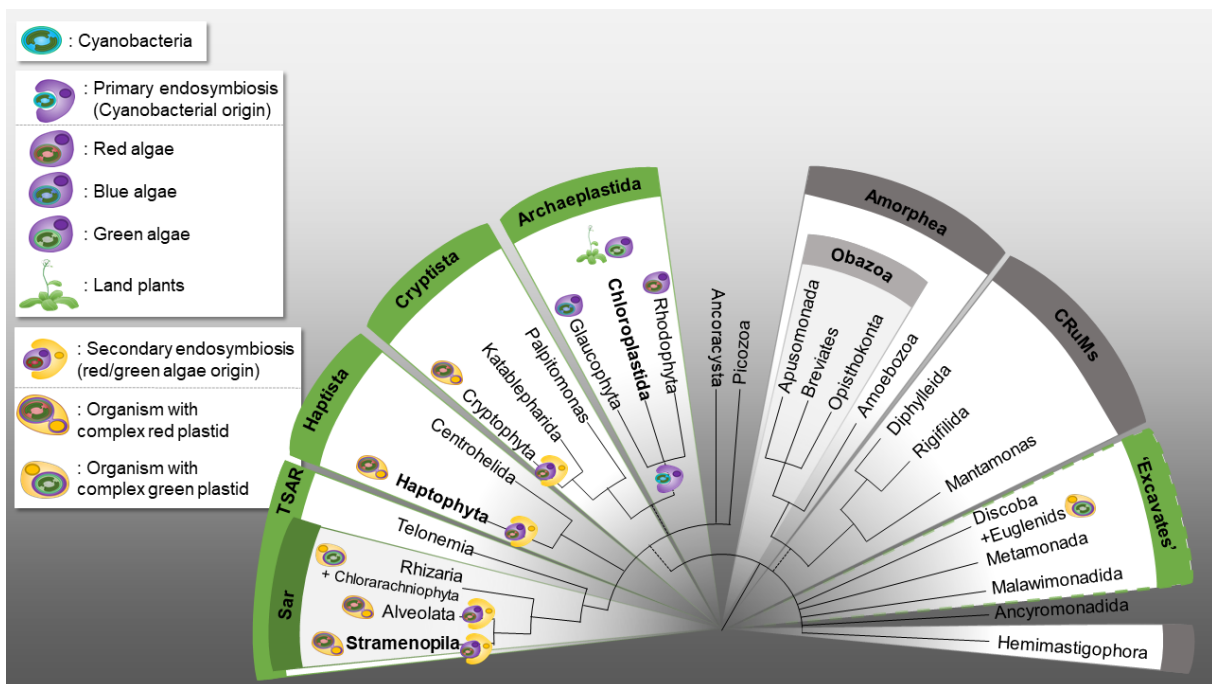 : Cyanobacteria
: Primary endosymbiosis
(Cyanobacterial origin)
: Red algae
: Blue algae
: Green algae
: Land plants
: Secondary endosymbiosis
(red/green algae origin)
: Organism with
complex red plastid
: Organism with
complex green plastid
Sar
TSAR
Haptista
Cryptista
Archaeplastida
Amorphea
Obazoa
CRuMs
'Excavates'
Stramenopila
Alveolata
Rhizaria
+ Chlorarachniophyta
Telonemia
Haptophyta
Centrohelida
Cryptophyta
Katablepharida
Palpitomonas
Glaucophyta
Chloroplastida
Rhodophyta
Ancoracysta
Picozoa
Apusomonada
Breviates
Opisthokonta
Amoebozoa
Diphylleida
Rigifilida
Mantamonas
Discoba
+Euglenids
Metamonada
Malawimonadida
Ancyromonadida
Hemimastigophora